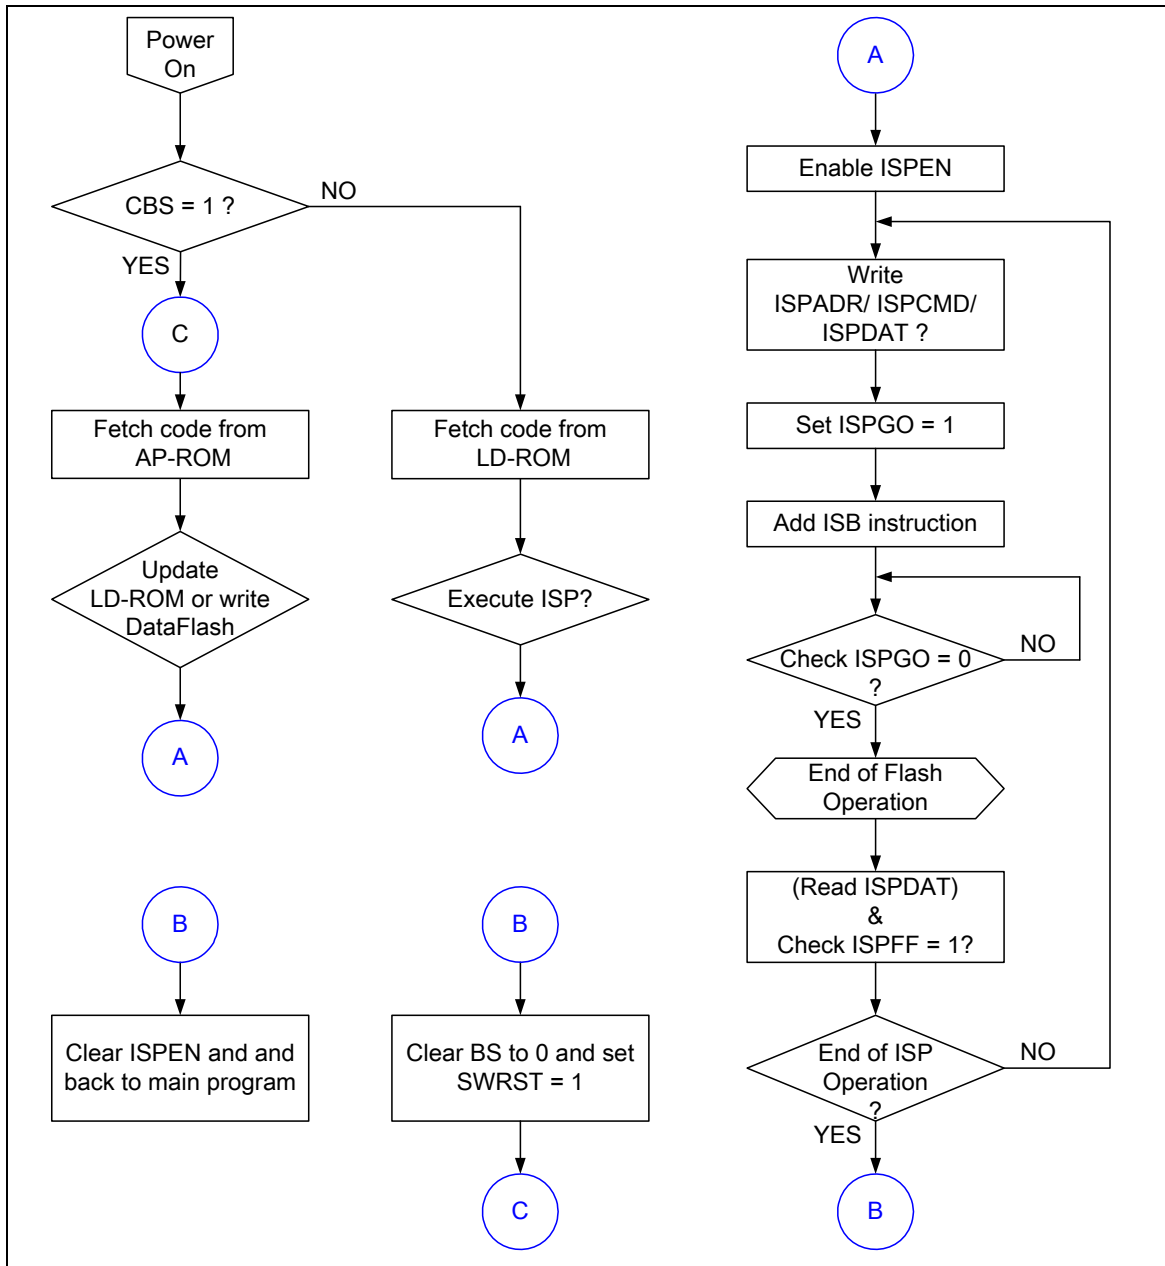 Power
On
CBS = 1 ?
NO
YES
C
Fetch code from
AP-ROM
Fetch code from
LD-ROM
Update
LD-ROM or write
DataFlash
Execute ISP?
A
A
B
Clear ISPEN and and
back to main program
B
Clear BS to 0 and set
SWRST = 1
C
A
Enable ISPEN
Write
ISPADR/ ISPCMD/
ISPDAT ?
Set ISPGO = 1
Add ISB instruction
Check ISPGO = 0
?
NO
YES
End of Flash
Operation
(Read ISPDAT)
&
Check ISPFF = 1?
End of ISP
Operation
?
NO
YES
B